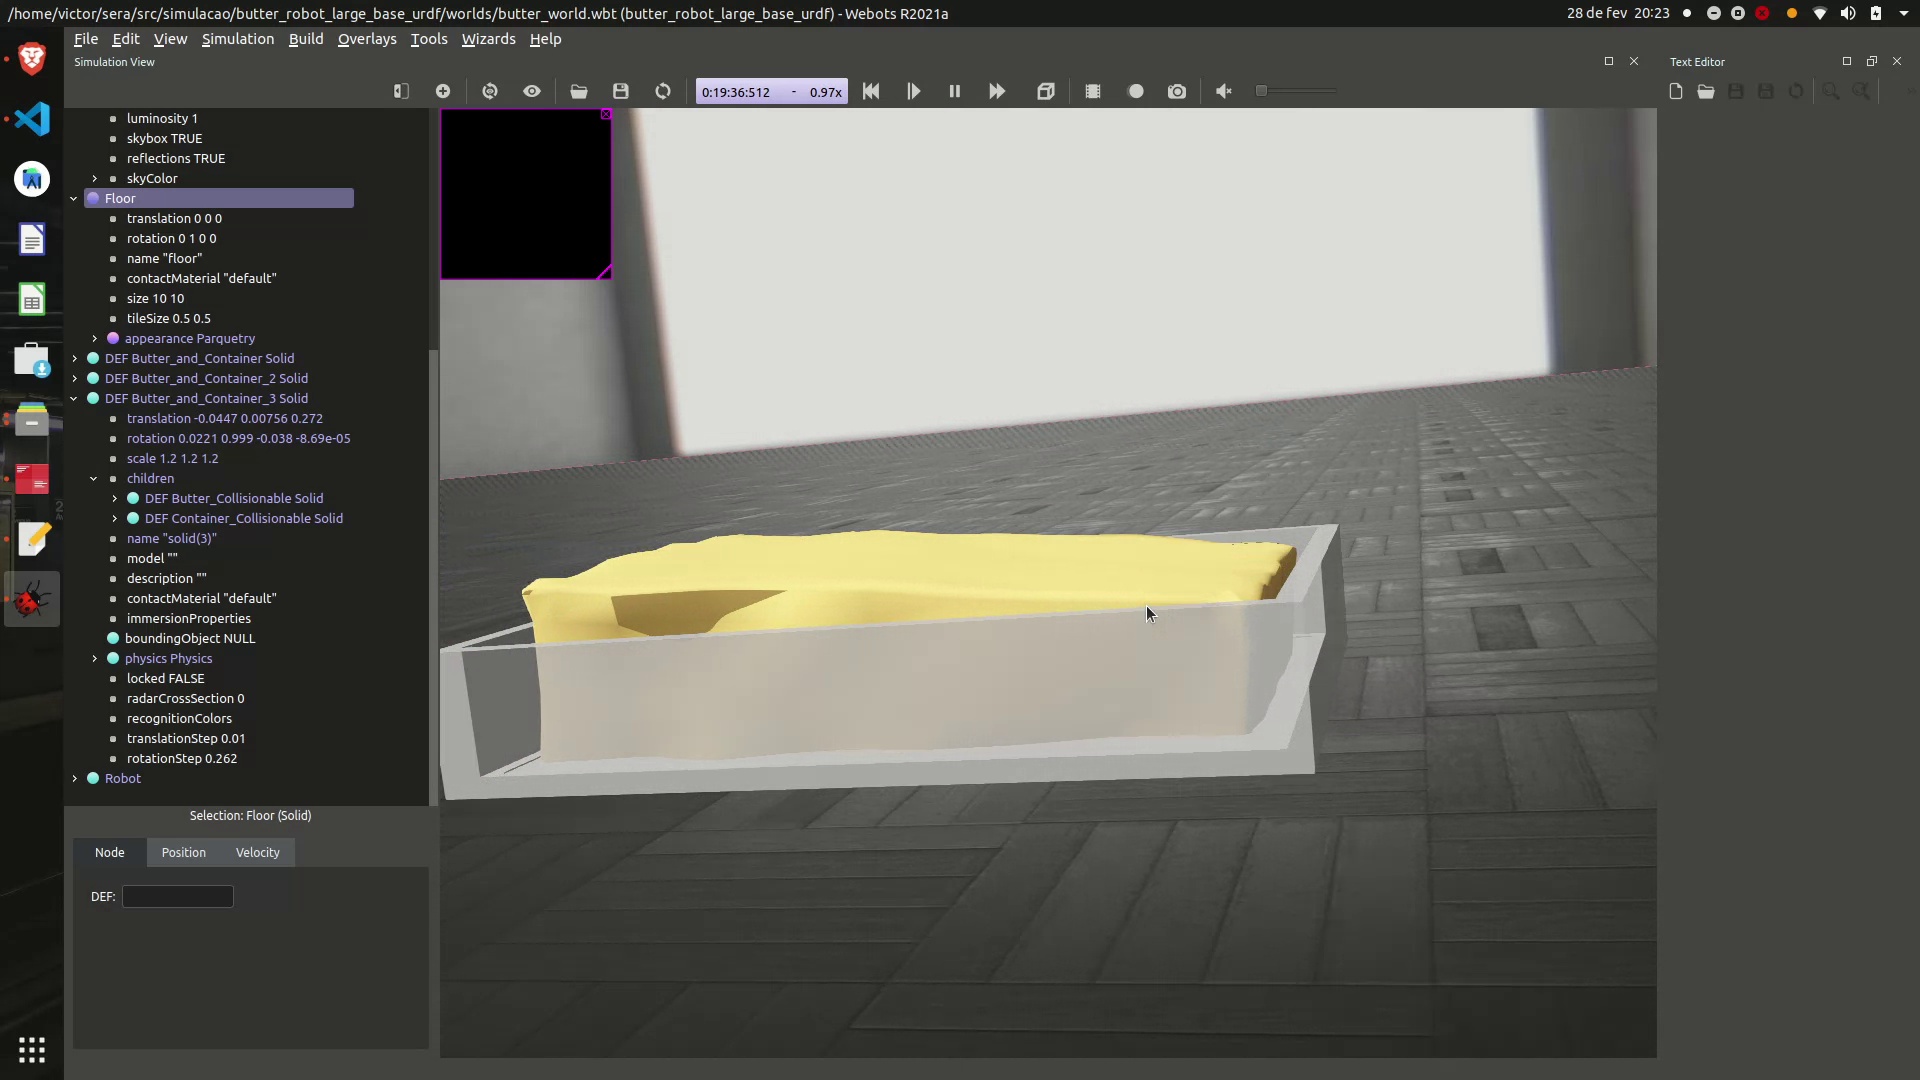 /home/victor/sera/src/simulacao/butter_robot_large_base_urdf/worlds/butter_world.wbt (butter_robot_large_base_urdf) - Webots R2021a
28 de fev 20:23
File Edit View Simulation Build Overlays Tools Wizards Help
Simulation View
Text Editor
0:19:36:512 - 0.97x
luminosity 1
skybox TRUE
reflections TRUE
skyColor
Floor
translation 0 0 0
rotation 0 1 0 0
name "floor"
contactMaterial "default"
size 10 10
tileSize 0.5 0.5
appearance Parquetry
DEF Butter_and_Container Solid
DEF Butter_and_Container_2 Solid
DEF Butter_and_Container_3 Solid
translation -0.0447 0.00756 0.272
rotation 0.0221 0.999 -0.038 -8.69e-05
scale 1.2 1.2 1.2
children
DEF Butter_Collisionable Solid
DEF Container_Collisionable Solid
name "solid(3)"
model ""
description ""
contactMaterial "default"
immersionProperties
boundingObject NULL
physics Physics
locked FALSE
radarCrossSection 0
recognitionColors
translationStep 0.01
rotationStep 0.262
Robot
Selection: Floor (Solid)
Node Position Velocity
DEF: